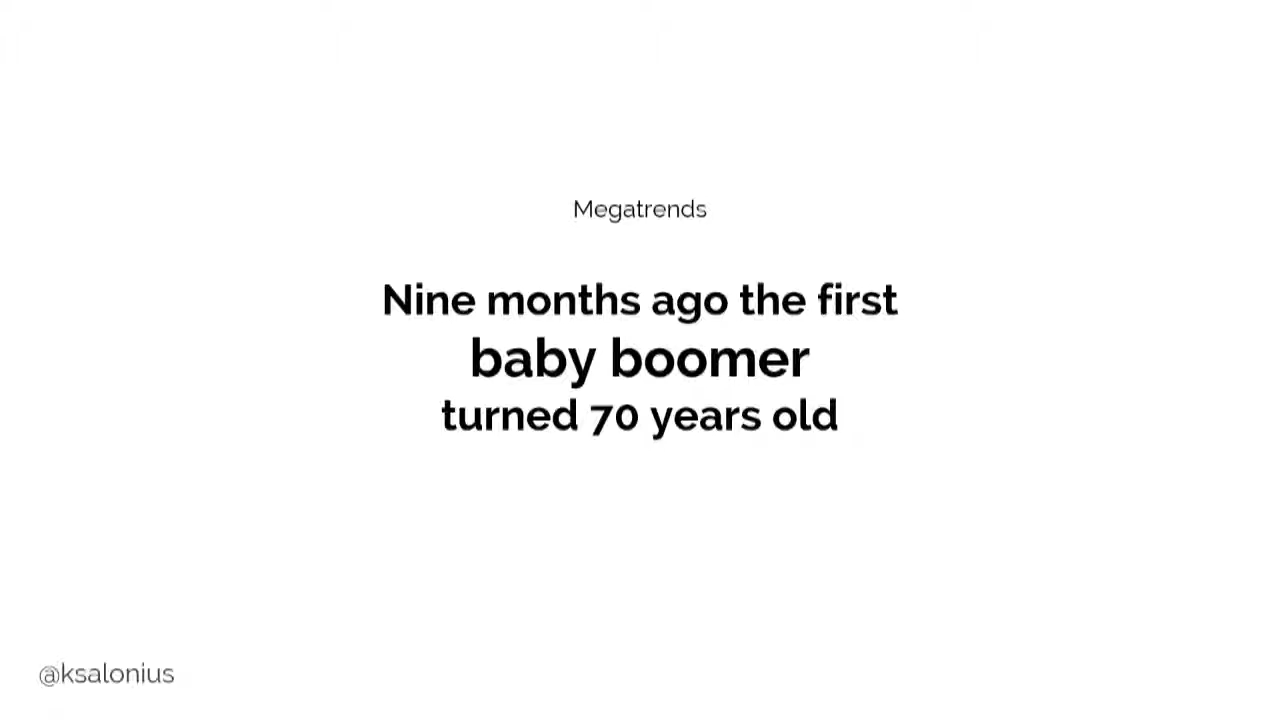 Megatrends
Nine months ago the first
baby boomer
turned 70 years old
@ksalonius